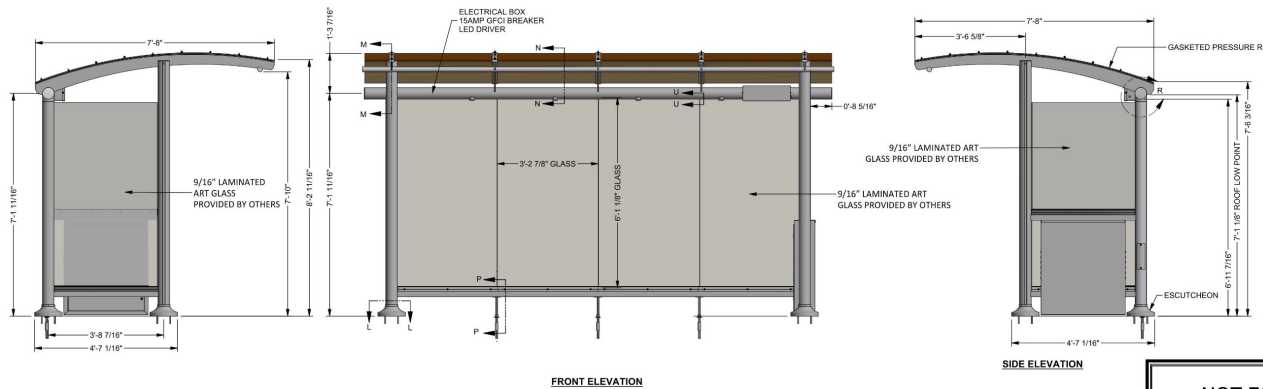 7'-8"
7'-1 11/16"
9/16" LAMINATED
ART GLASS
PROVIDED BY OTHERS
7'-10"
8'-2 11/16"
3'-8 7/16"
4'-7 1/16"
1'-3 7/16"
7'-1 11/16"
ELECTRICAL BOX
15AMP GFCI BREAKER
LED DRIVER
M
M
N
N
U
U
0'-8 5/16"
3'-2 7/8" GLASS
6'-1 1/8" GLASS
9/16" LAMINATED ART
GLASS PROVIDED BY OTHERS
P
P
L
L
FRONT ELEVATION
7'-8"
3'-6 5/8"
GASKETED PRESSURE R
R
9/16" LAMINATED ART
GLASS PROVIDED BY OTHERS
6'-11 7/16"
7'-1 1/8" ROOF LOW POINT
7'-6 3/16"
ESCUTCHEON
4'-7 1/16"
SIDE ELEVATION